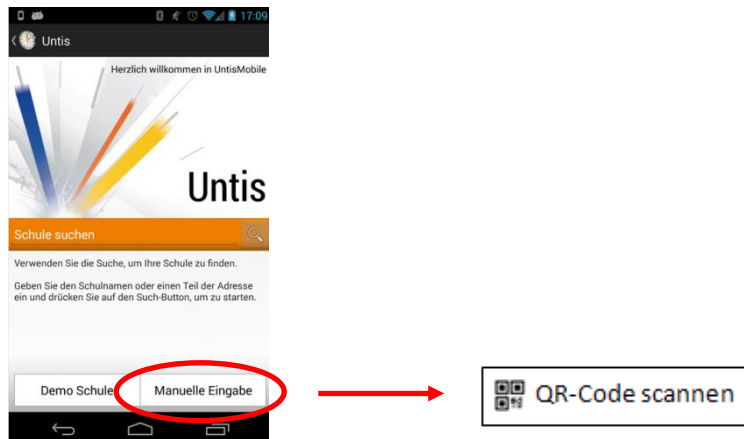 17:09
Untis
Herzlich willkommen in UntisMobile
Untis
Schule suchen
Verwenden Sie die Suche, um Ihre Schule zu finden.
Geben Sie den Schulnamen oder einen Teil der Adresse
ein und drücken Sie auf den Such-Button, um zu starten.
Demo Schule
Manuelle Eingabe
QR-Code scannen